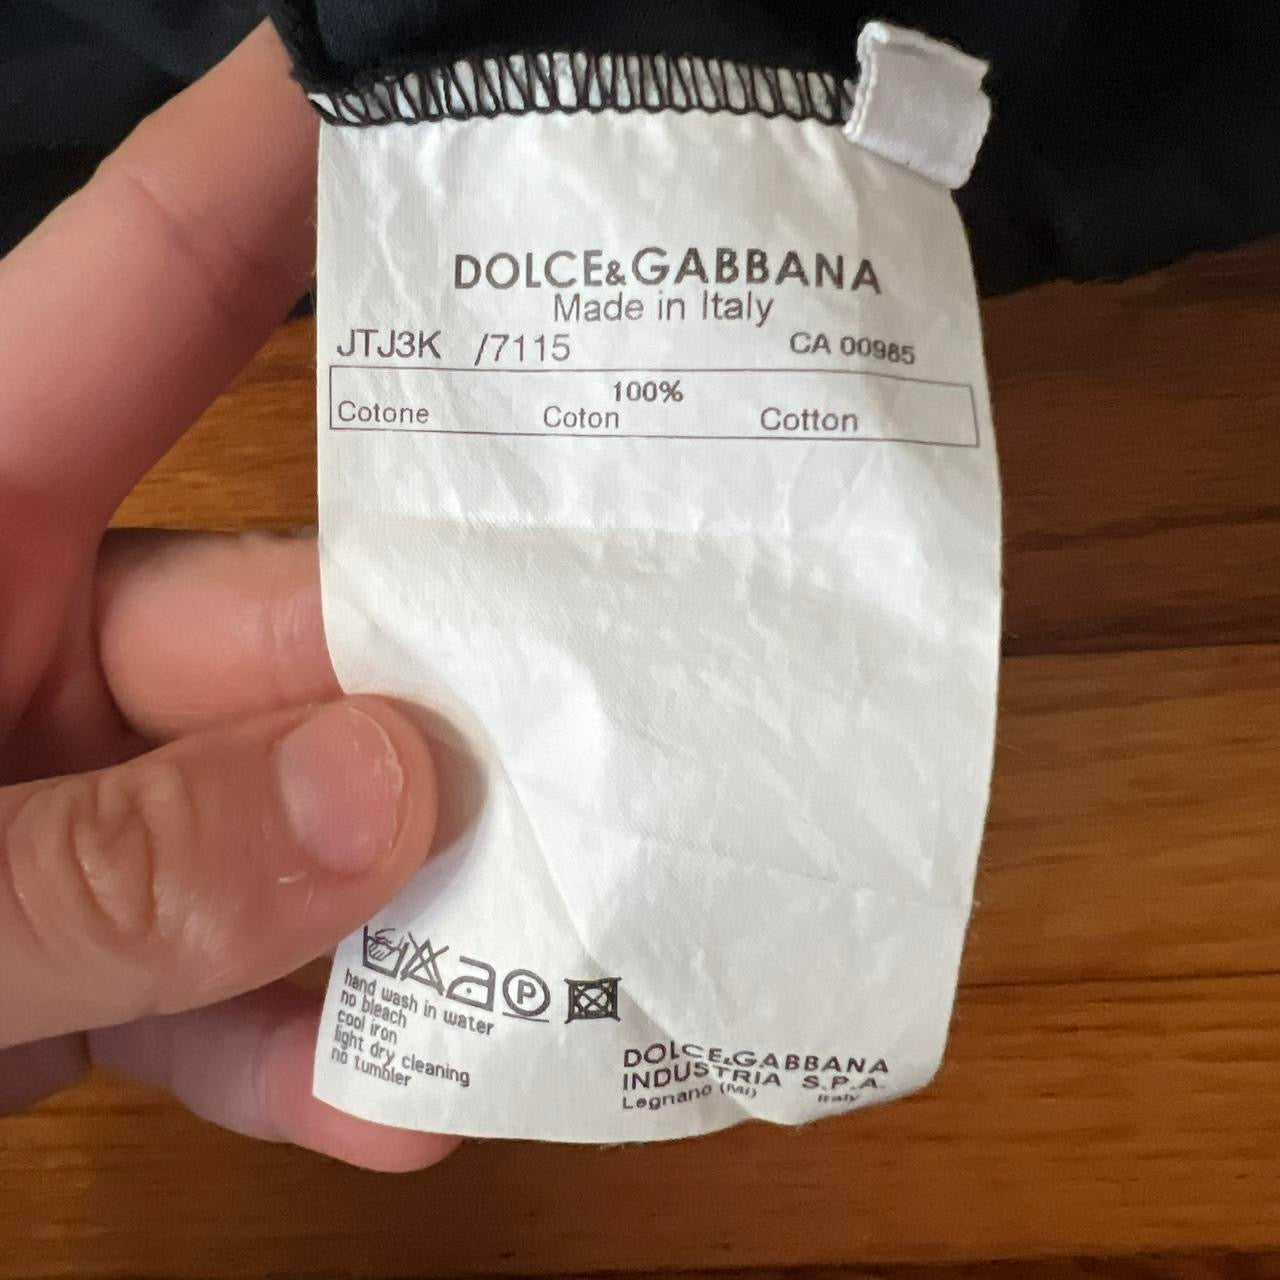 DOLCE&GABBANA
Made in Italy
JTJ3K /7115 CA 00985
100%
Cotone Coton Cotton
P
hand wash in water
no bleach
cool iron
light dry cleaning
no tumbler
DOLCE&GABBANA
INDUSTRIA S.P.A.
Legnano (MI) Italy